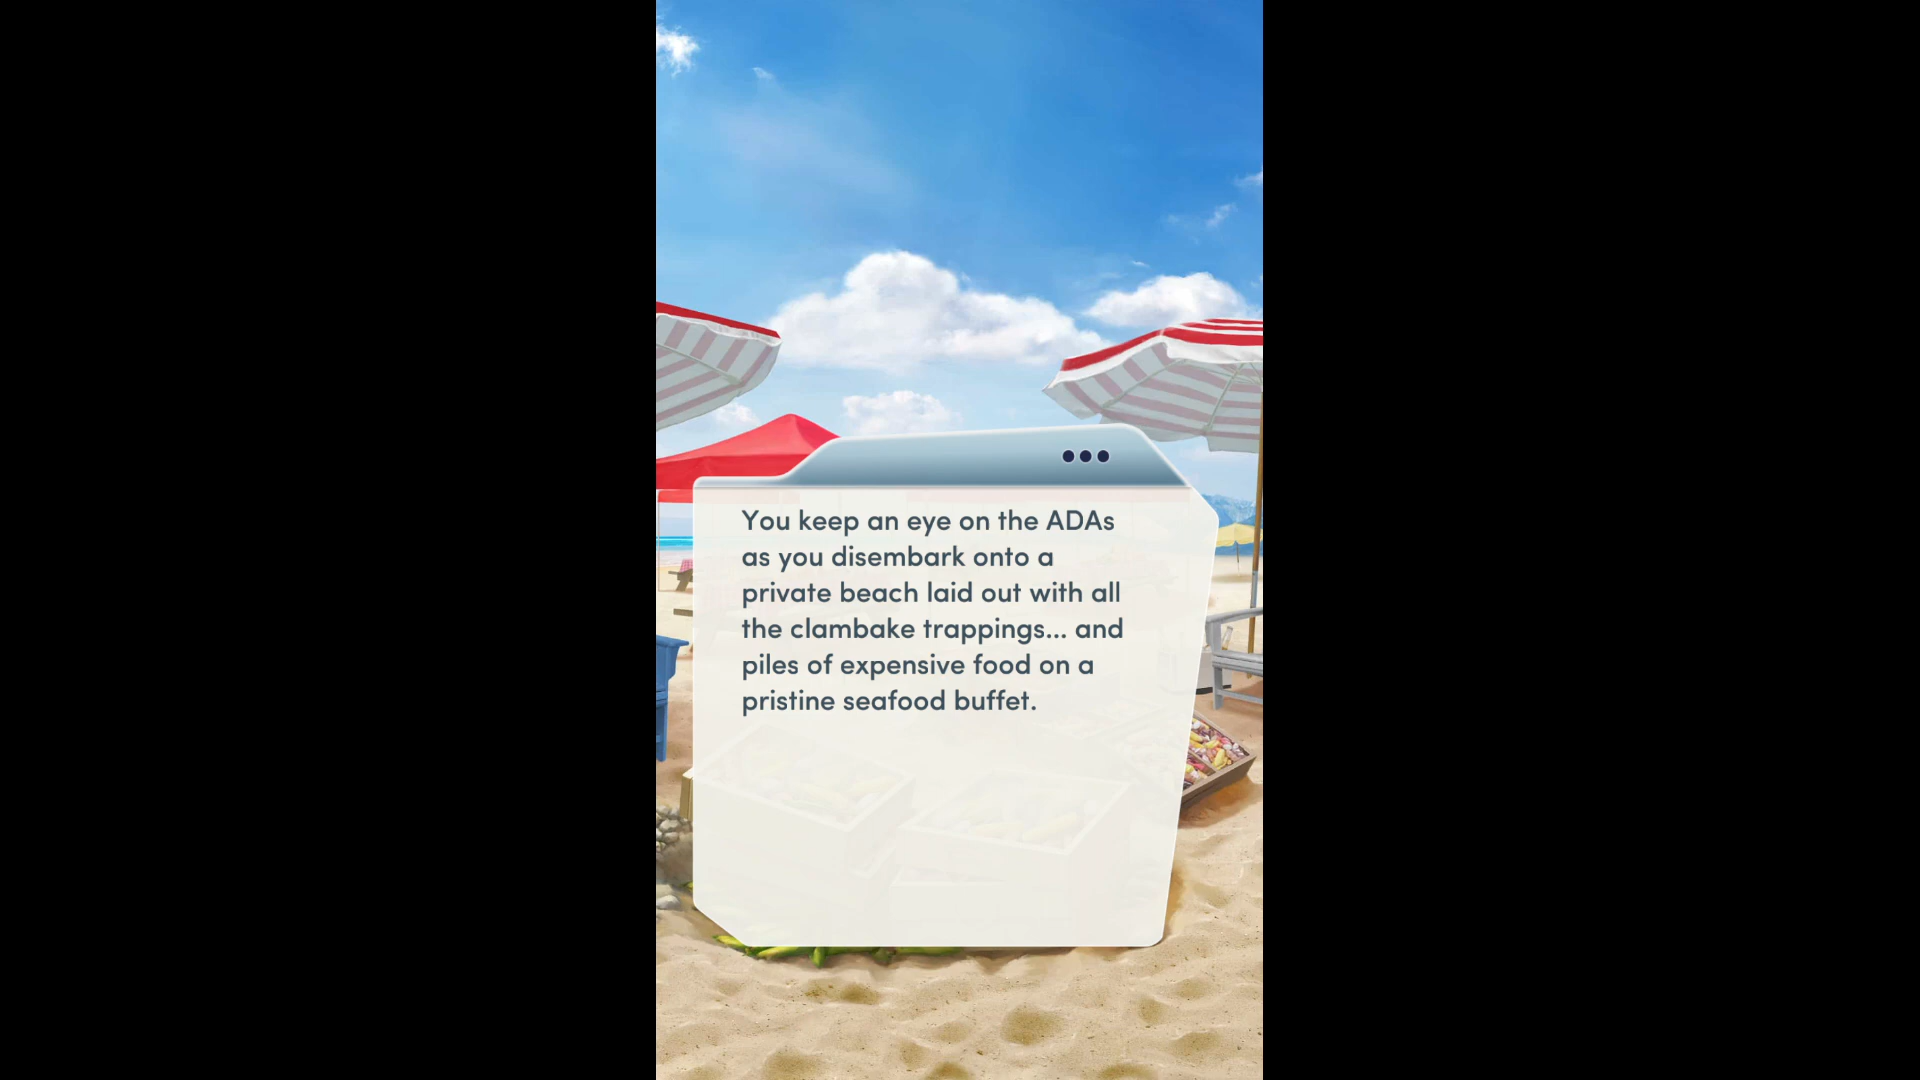 You keep an eye on the ADAs
as you disembark onto a
private beach laid out with all
the clambake trappings... and
piles of expensive food on a
pristine seafood buffet.